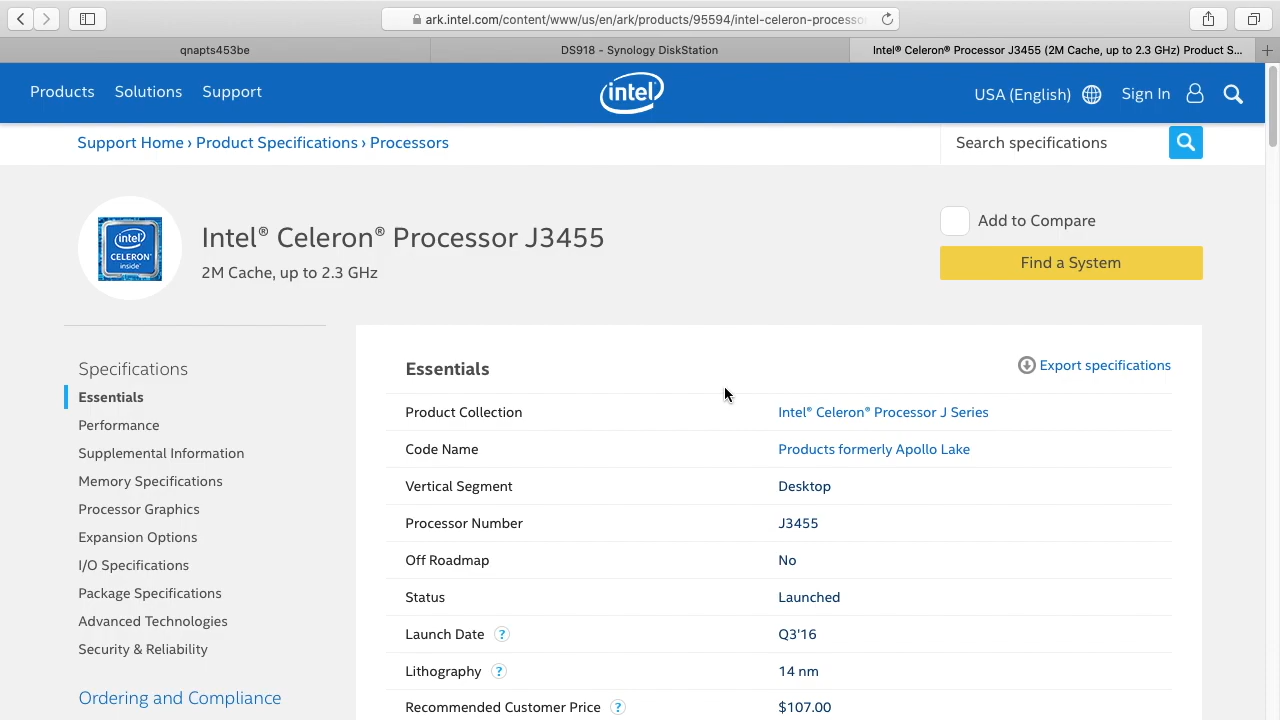 ark.intel.com/content/www/us/en/ark/products/95594/intel-celeron-processo
qnapts453be
DS918 - Synology DiskStation
Intel® Celeron® Processor J3455 (2M Cache, up to 2.3 GHz) Product S...
Products
Solutions
Support
intel
USA (English)
Sign In
Support Home › Product Specifications › Processors
Search specifications
intel
CELERON
inside
Intel® Celeron® Processor J3455
2M Cache, up to 2.3 GHz
Add to Compare
Find a System
Specifications
Essentials
Performance
Supplemental Information
Memory Specifications
Processor Graphics
Expansion Options
I/O Specifications
Package Specifications
Advanced Technologies
Security & Reliability
Ordering and Compliance
Essentials
Export specifications
Product Collection Intel® Celeron® Processor J Series
Code Name Products formerly Apollo Lake
Vertical Segment Desktop
Processor Number J3455
Off Roadmap No
Status Launched
Launch Date ? Q3'16
Lithography ? 14 nm
Recommended Customer Price ? $107.00